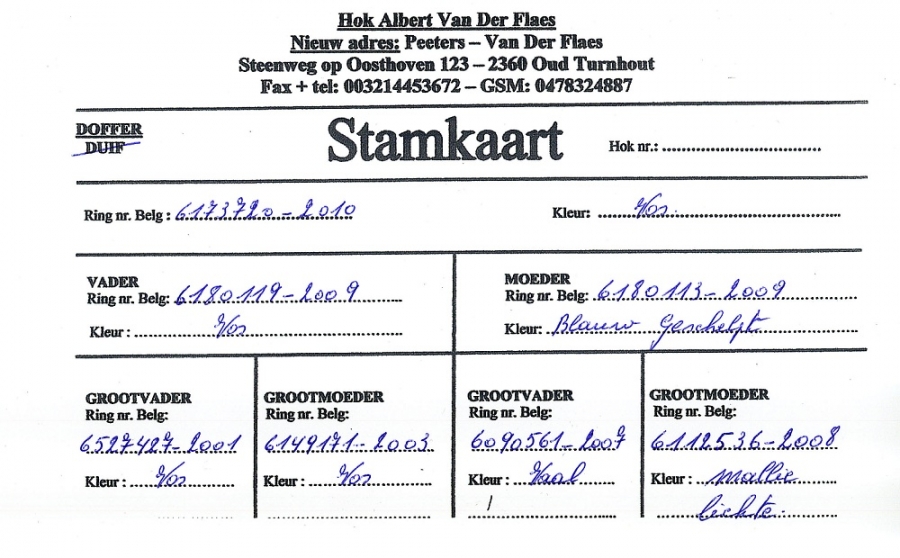 Hok Albert Van Der Flaes
Nieuw adres: Peeters – Van Der Flaes
Steenweg op Oosthoven 123 – 2360 Oud Turnhout
Fax + tel: 003214453672 – GSM: 0478324887
DOFFER
DUIF
Stamkaart
Hok nr.: ....................................
Ring nr. Belg : 6173720-2010
Kleur: Vos.
VADER
Ring nr. Belg: 6180119-2009
Kleur : Vos
MOEDER
Ring nr. Belg: 6180113-2009
Kleur: Blauw Geschelpt
GROOTVADER
Ring nr. Belg:
6527427-2001
Kleur : Vos
GROOTMOEDER
Ring nr. Belg:
6149171-2003
Kleur : Vos
GROOTVADER
Ring nr. Belg:
6090561-2007
Kleur : Vaal
GROOTMOEDER
Ring nr. Belg:
6112536-2008
Kleur : mallie
lichte